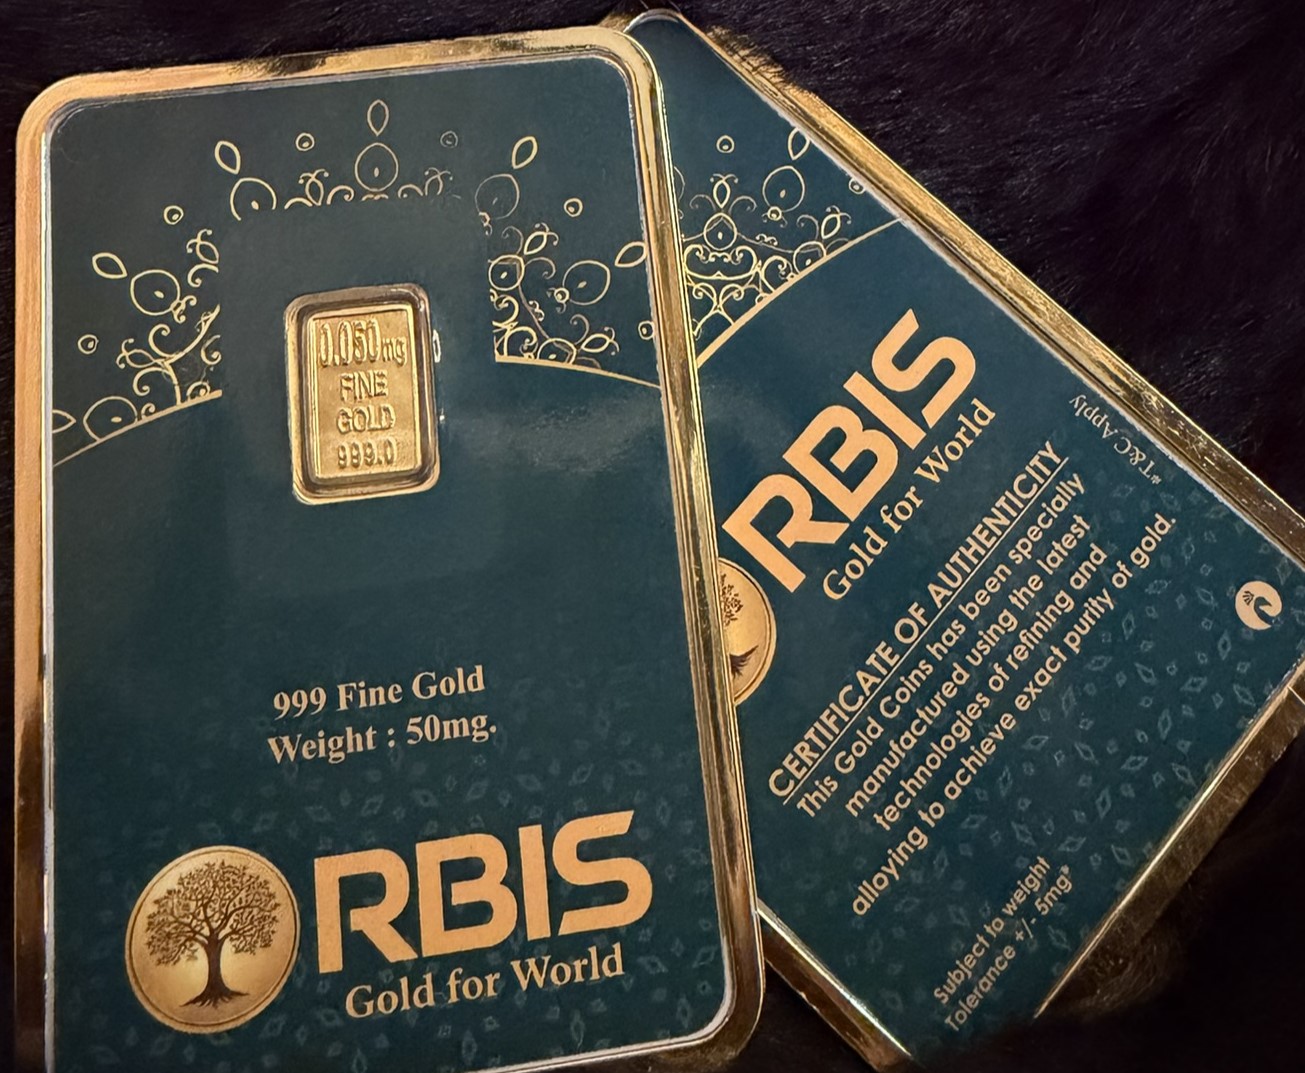 0.050mg
FINE
GOLD
999.0
999 Fine Gold
Weight : 50mg.
RBIS
Gold for World
RBIS
Gold for World
*T&C Apply
CERTIFICATE OF AUTHENTICITY
This Gold Coins has been specially
manufactured using the latest
technologies of refining and
alloying to achieve exact purity of gold.
Subject to weight
Tolerance +/- 5mg*